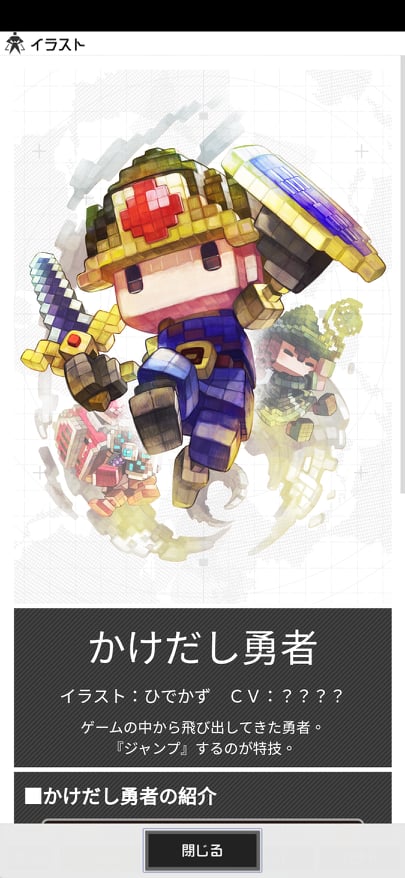 イラスト
かけだし勇者
イラスト：ひでかず　ＣＶ：？？？？
ゲームの中から飛び出してきた勇者。
『ジャンプ』するのが特技。
■かけだし勇者の紹介
閉じる